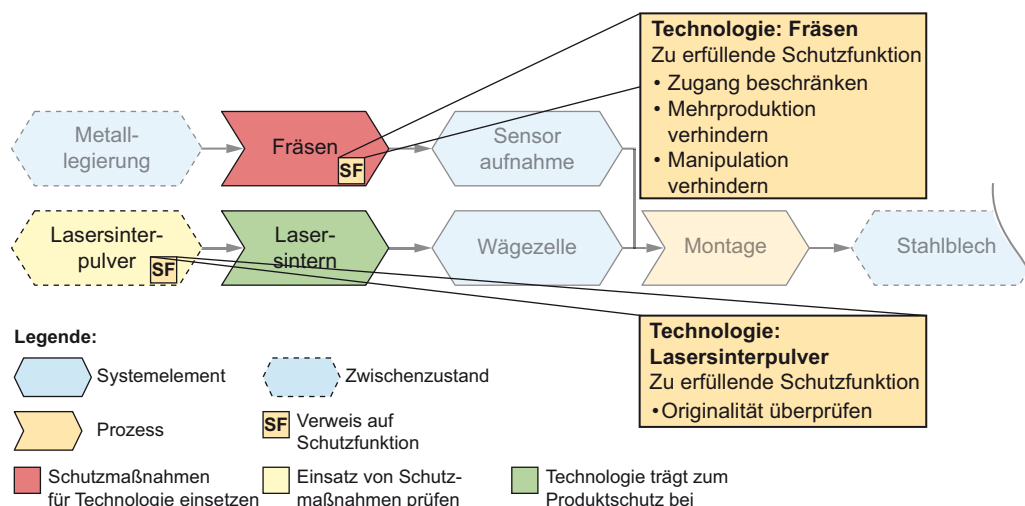 Technologie: Fräsen
Zu erfüllende Schutzfunktion
• Zugang beschränken
• Mehrproduktion
verhindern
• Manipulation
verhindern
Metall-
legierung
Fräsen
SF
Sensor
aufnahme
Lasersinter-
pulver
SF
Laser-
sintern
Wägezelle
Montage
Stahlblech
Technologie:
Lasersinterpulver
Zu erfüllende Schutzfunktion
• Originalität überprüfen
Legende:
Systemelement
Zwischenzustand
Prozess
SF
Verweis auf
Schutzfunktion
Schutzmaßnahmen
für Technologie einsetzen
Einsatz von Schutz-
maßnahmen prüfen
Technologie trägt zum
Produktschutz bei